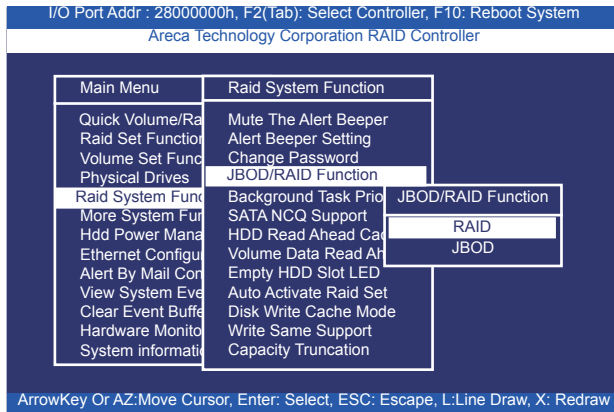 I/O Port Addr : 28000000h, F2(Tab): Select Controller, F10: Reboot System
Areca Technology Corporation RAID Controller
Main Menu
Quick Volume/Ra
Raid Set Function
Volume Set Func
Physical Drives
Raid System Func
More System Fun
Hdd Power Mana
Ethernet Configu
Alert By Mail Con
View System Eve
Clear Event Buffe
Hardware Monito
System informati
Raid System Function
Mute The Alert Beeper
Alert Beeper Setting
Change Password
JBOD/RAID Function
Background Task Prio
SATA NCQ Support
HDD Read Ahead Ca
Volume Data Read Ah
Empty HDD Slot LED
Auto Activate Raid Set
Disk Write Cache Mode
Write Same Support
Capacity Truncation
JBOD/RAID Function
RAID
JBOD
ArrowKey Or AZ:Move Cursor, Enter: Select, ESC: Escape, L:Line Draw, X: Redraw